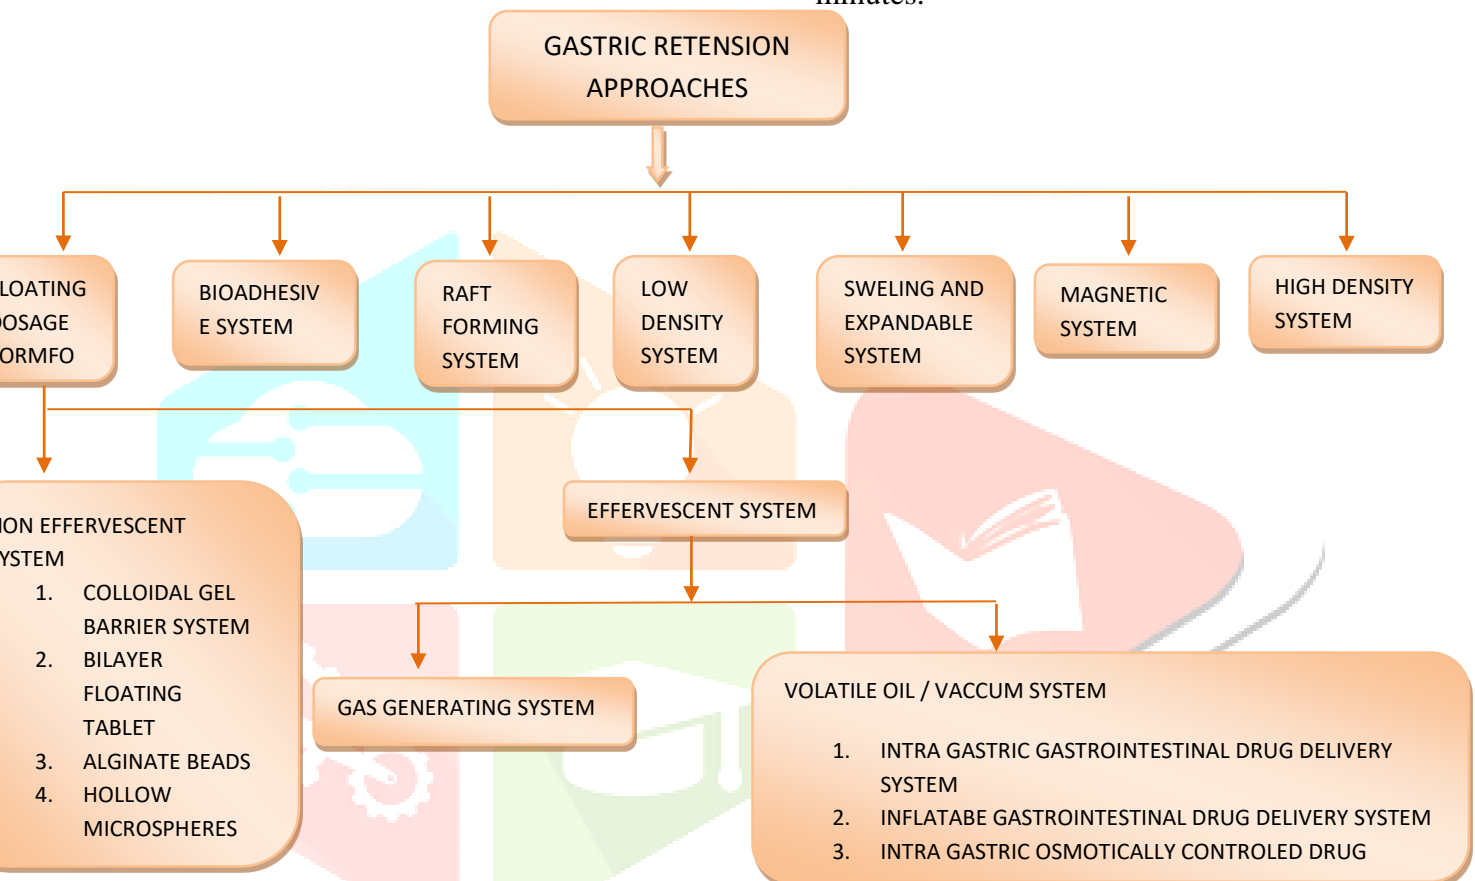 minutes.
GASTRIC RETENSION
APPROACHES
LOATING
DOSAGE
ORMFO
BIOADHESIV
E SYSTEM
RAFT
FORMING
SYSTEM
LOW
DENSITY
SYSTEM
SWELING AND
EXPANDABLE
SYSTEM
MAGNETIC
SYSTEM
HIGH DENSITY
SYSTEM
NON EFFERVESCENT
YSTEM
1. COLLOIDAL GEL
BARRIER SYSTEM
2. BILAYER
FLOATING
TABLET
3. ALGINATE BEADS
4. HOLLOW
MICROSPHERES
EFFERVESCENT SYSTEM
GAS GENERATING SYSTEM
VOLATILE OIL / VACCUM SYSTEM
1. INTRA GASTRIC GASTROINTESTINAL DRUG DELIVERY
SYSTEM
2. INFLATABE GASTROINTESTINAL DRUG DELIVERY SYSTEM
3. INTRA GASTRIC OSMOTICALLY CONTROLED DRUG